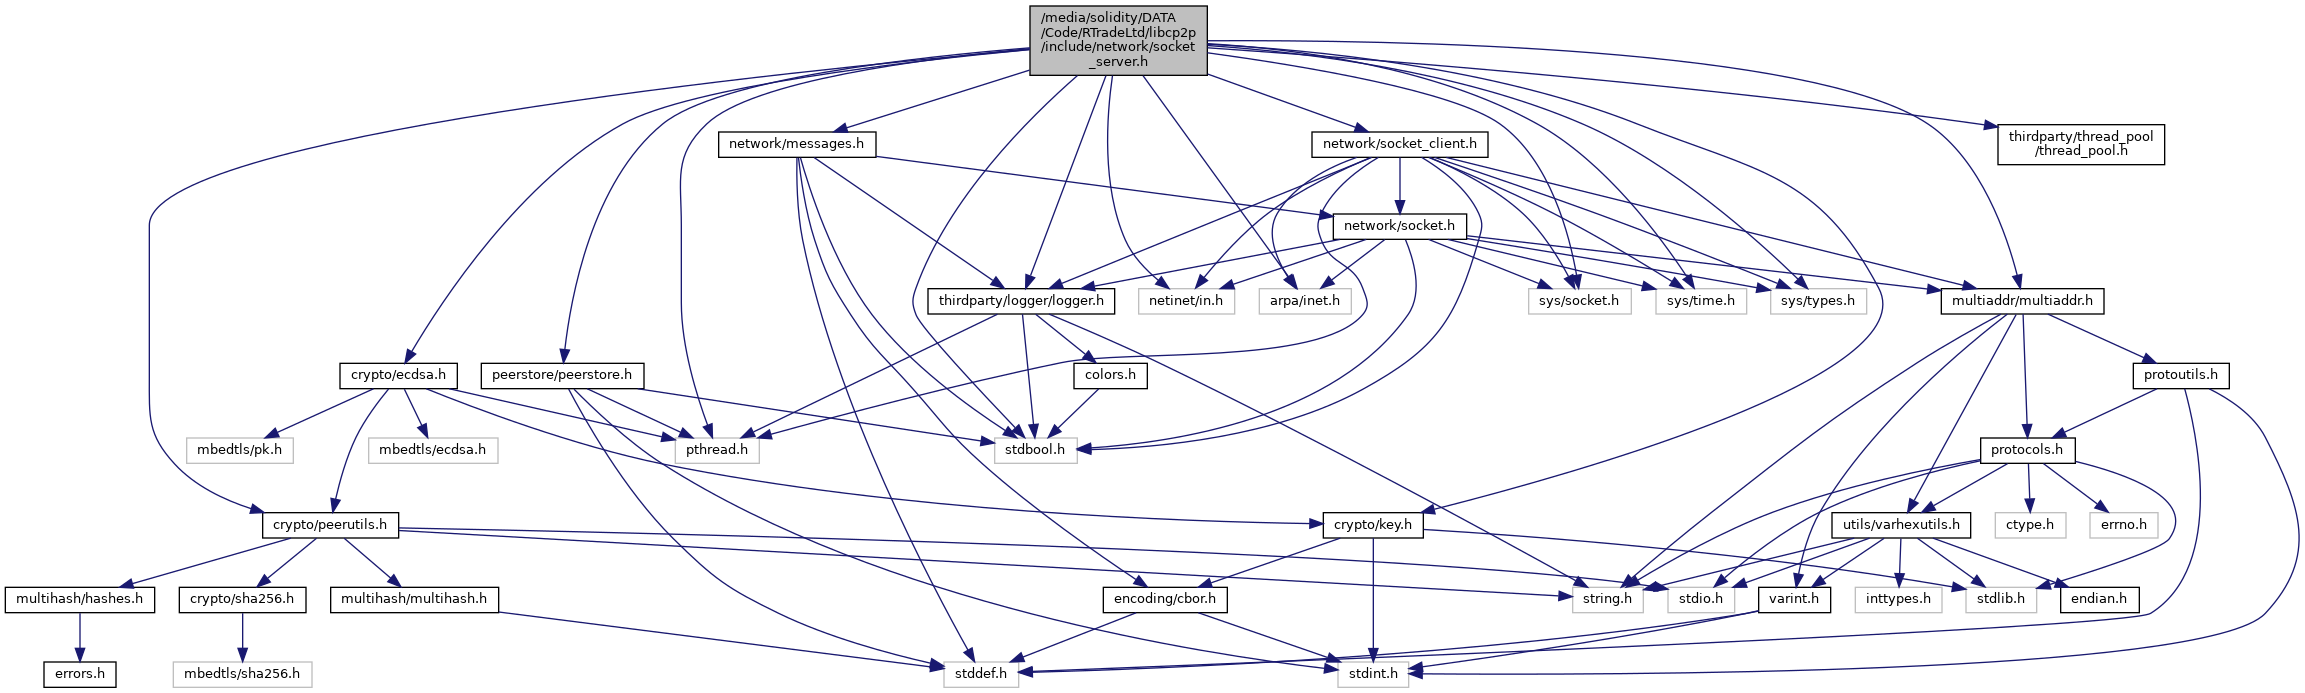 /media/solidity/DATA
/Code/RTradeLtd/libcp2p
/include/network/socket
_server.h
network/messages.h
network/socket_client.h
thirdparty/thread_pool
/thread_pool.h
network/socket.h
thirdparty/logger/logger.h
netinet/in.h
arpa/inet.h
sys/socket.h
sys/time.h
sys/types.h
multiaddr/multiaddr.h
crypto/ecdsa.h
peerstore/peerstore.h
colors.h
protoutils.h
mbedtls/pk.h
mbedtls/ecdsa.h
pthread.h
stdbool.h
protocols.h
crypto/peerutils.h
crypto/key.h
utils/varhexutils.h
ctype.h
errno.h
multihash/hashes.h
crypto/sha256.h
multihash/multihash.h
encoding/cbor.h
string.h
stdio.h
varint.h
inttypes.h
stdlib.h
endian.h
errors.h
mbedtls/sha256.h
stddef.h
stdint.h